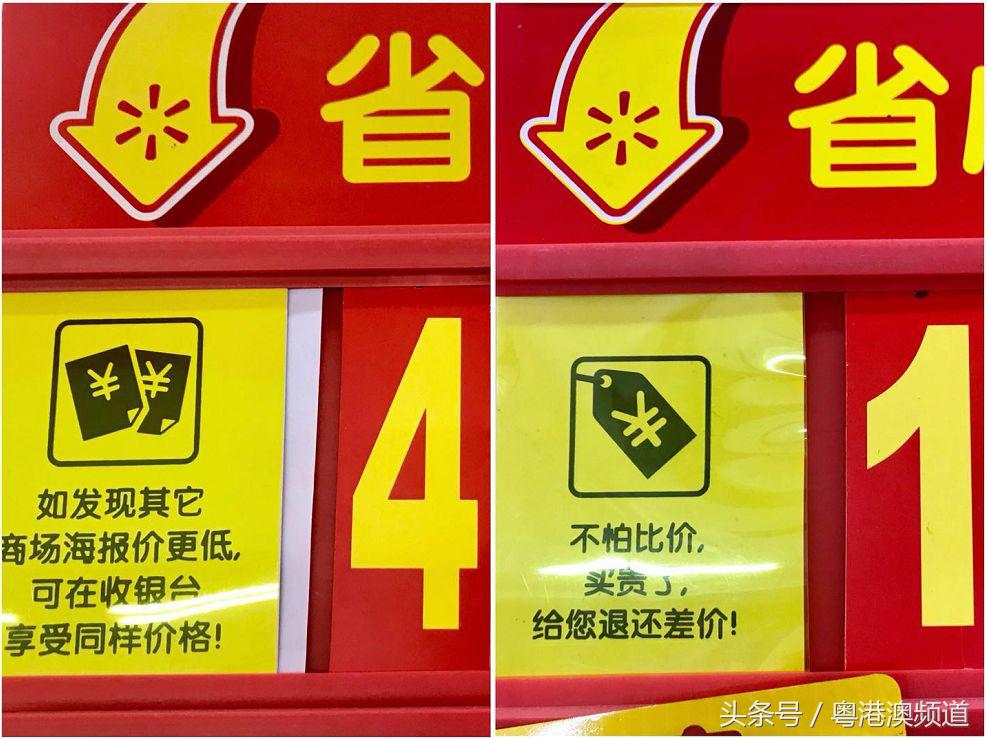 省
4
如发现其它
商场海报价更低,
可在收银台
享受同样价格!
省
1
不怕比价,
买贵了,
给您退还差价!
头条号 / 粤港澳频道